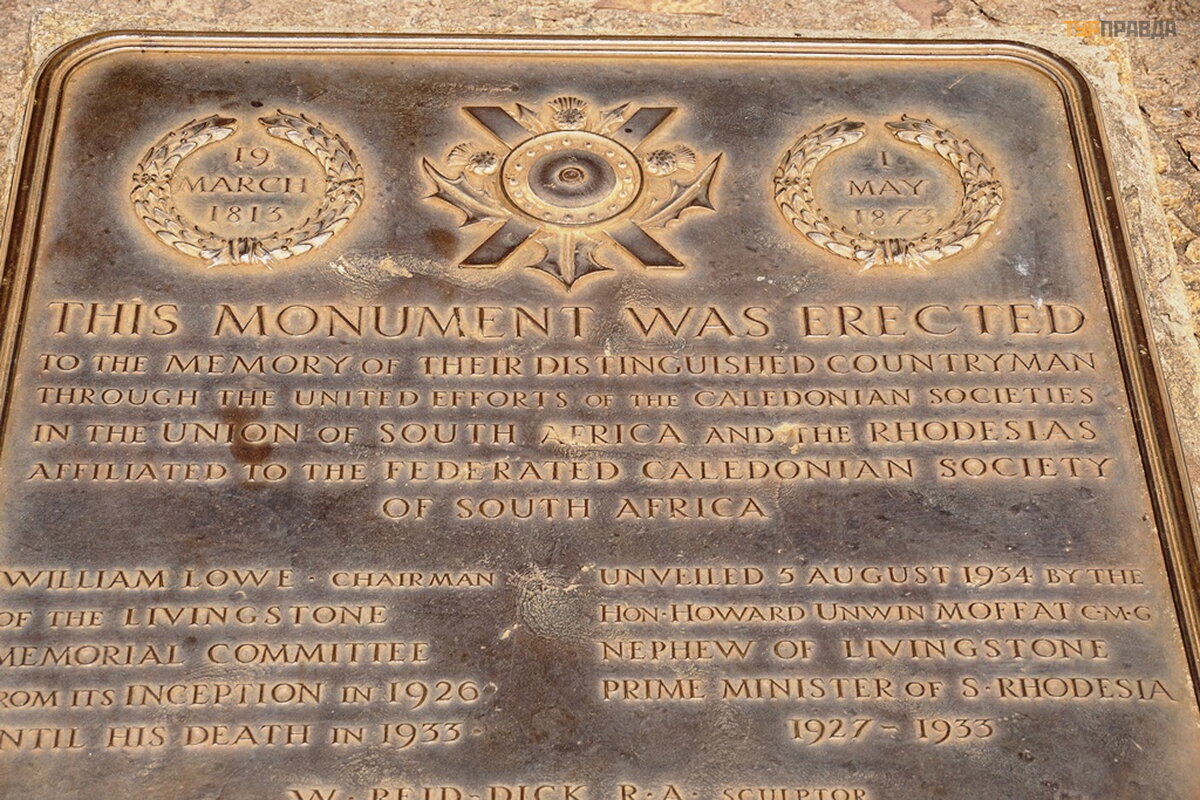 ТУРПРАВДА
19
MARCH
1813
1
MAY
1873
THIS MONUMENT WAS ERECTED
TO THE MEMORY OF THEIR DISTINGUISHED COUNTRYMAN
THROUGH THE UNITED EFFORTS OF THE CALEDONIAN SOCIETIES
IN THE UNION OF SOUTH AFRICA AND THE RHODESIAS
AFFILIATED TO THE FEDERATED CALEDONIAN SOCIETY
OF SOUTH AFRICA
WILLIAM LOWE · CHAIRMAN
OF THE LIVINGSTONE
MEMORIAL COMMITTEE
ROM ITS INCEPTION IN 1926
NTIL HIS DEATH IN 1933 ·
UNVEILED 5 AUGUST 1934 BY THE
HON·HOWARD UNWIN MOFFAT C·M·G
NEPHEW OF LIVINGSTONE
PRIME MINISTER OF S·RHODESIA
1927 - 1933
W · REID-DICK R·A· SCULPTOR